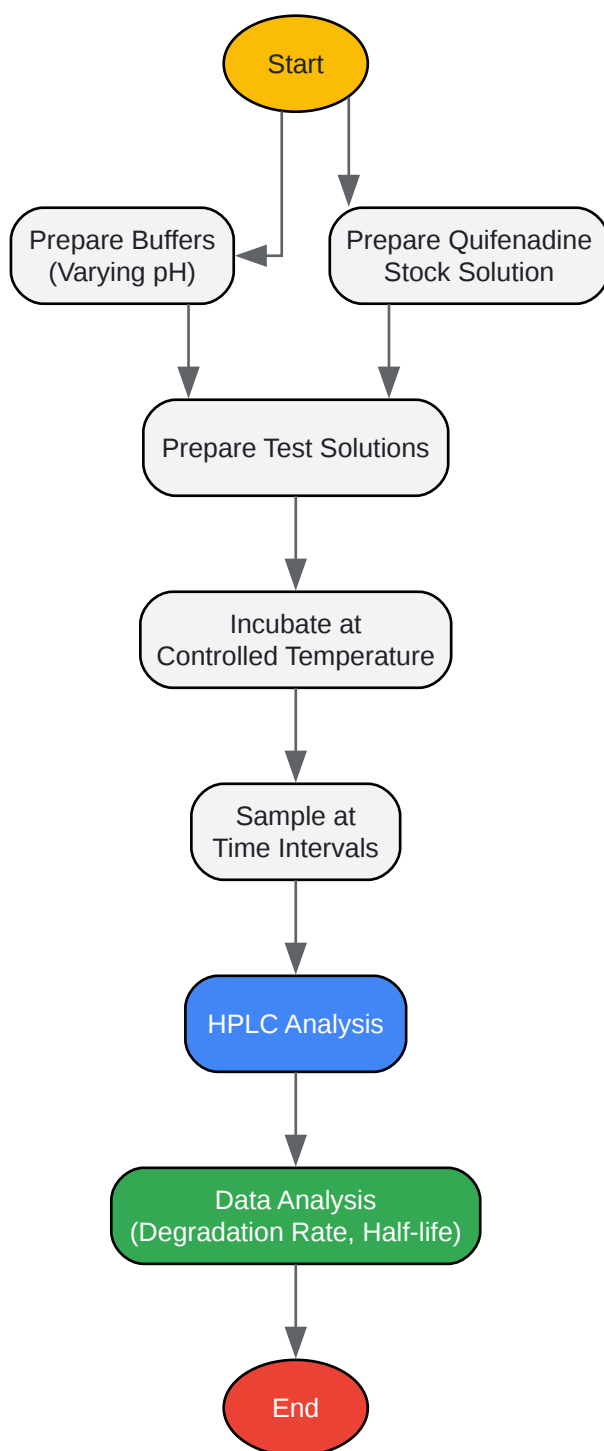 Start
Prepare Buffers
(Varying pH)
Prepare Quifenadine
Stock Solution
Prepare Test Solutions
Incubate at
Controlled Temperature
Sample at
Time Intervals
HPLC Analysis
Data Analysis
(Degradation Rate, Half-life)
End